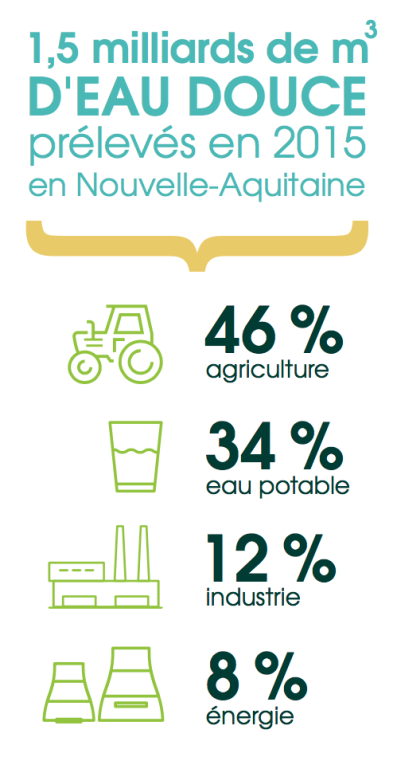 1,5 milliards de m³
D'EAU DOUCE
prélevés en 2015
en Nouvelle-Aquitaine
46 %
agriculture
34 %
eau potable
12 %
industrie
8 %
énergie